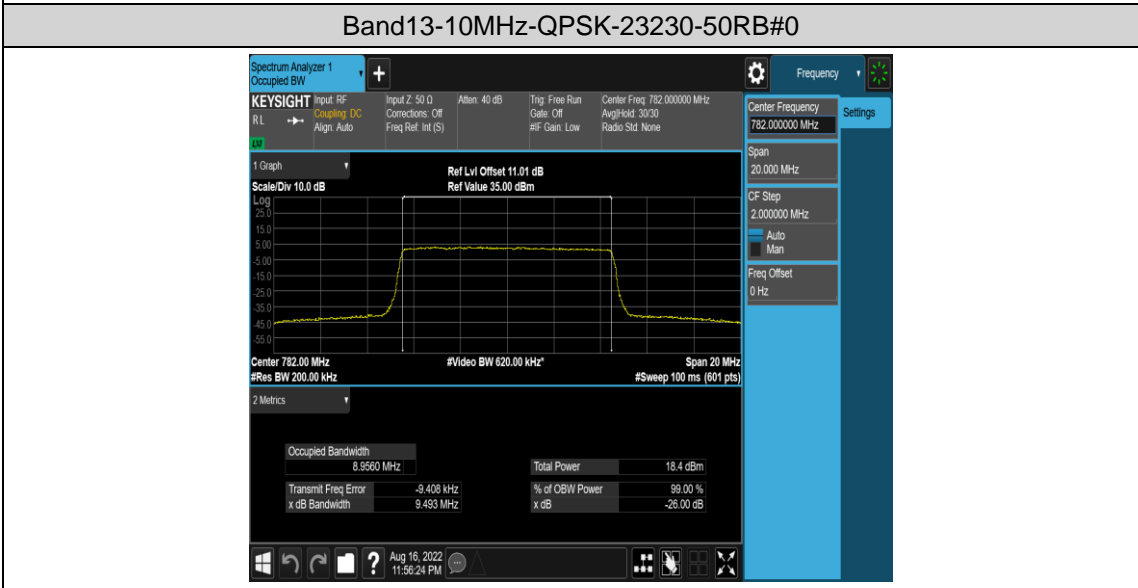 Band13-10MHz-QPSK-23230-50RB#0
Spectrum Analyzer 1
Occupied BW
Frequency
KEYSIGHT
RL
Input: RF
Coupling: DC
Align: Auto
Input Z: 50 Ω
Corrections: Off
Freq Ref: Int (S)
Atten: 40 dB
Trig: Free Run
Gate: Off
#IF Gain: Low
Center Freq: 782.000000 MHz
Avg|Hold: 30/30
Radio Std: None
Center Frequency
782.000000 MHz
Settings
Span
20.000 MHz
CF Step
2.000000 MHz
Auto
Man
Freq Offset
0 Hz
1 Graph
Scale/Div 10.0 dB
Ref Lvl Offset 11.01 dB
Ref Value 35.00 dBm
Log
25.0
15.0
5.00
-5.00
-15.0
-25.0
-35.0
-45.0
-55.0
Center 782.00 MHz
#Video BW 620.00 kHz*
Span 20 MHz
#Res BW 200.00 kHz
#Sweep 100 ms (601 pts)
2 Metrics
Occupied Bandwidth
8.9560 MHz
Total Power 18.4 dBm
Transmit Freq Error -9.408 kHz
% of OBW Power 99.00 %
x dB Bandwidth 9.493 MHz
x dB -26.00 dB
?
Aug 16, 2022
11:56:24 PM